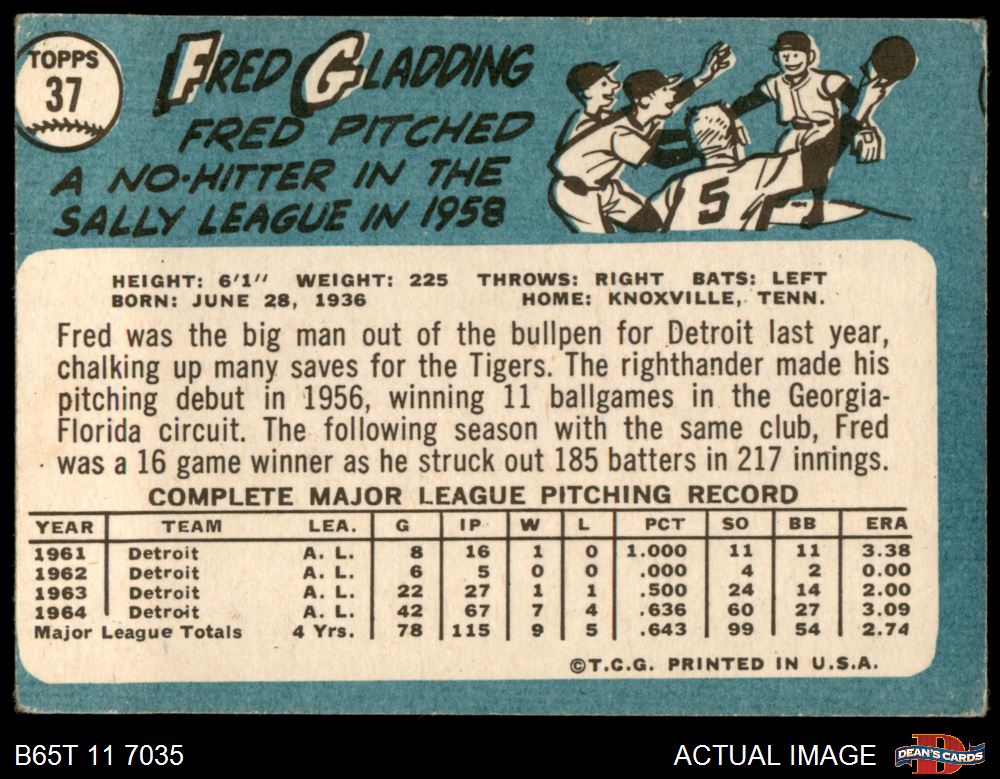 TOPPS
37
FRED GLADDING
FRED PITCHED
A NO-HITTER IN THE
SALLY LEAGUE IN 1958
5
HEIGHT: 6'1" WEIGHT: 225 THROWS: RIGHT BATS: LEFT
BORN: JUNE 28, 1936 HOME: KNOXVILLE, TENN.
Fred was the big man out of the bullpen for Detroit last year,
chalking up many saves for the Tigers. The righthander made his
pitching debut in 1956, winning 11 ballgames in the Georgia-
Florida circuit. The following season with the same club, Fred
was a 16 game winner as he struck out 185 batters in 217 innings.
COMPLETE MAJOR LEAGUE PITCHING RECORD
YEAR TEAM LEA. G IP W L PCT SO BB ERA
1961 Detroit A. L. 8 16 1 0 1.000 11 11 3.38
1962 Detroit A. L. 6 5 0 0 .000 4 2 0.00
1963 Detroit A. L. 22 27 1 1 .500 24 14 2.00
1964 Detroit A. L. 42 67 7 4 .636 60 27 3.09
Major League Totals 4 Yrs. 78 115 9 5 .643 99 54 2.74
©T.C.G. PRINTED IN U.S.A.
B65T 11 7035 ACTUAL IMAGE DEAN'S CARDS